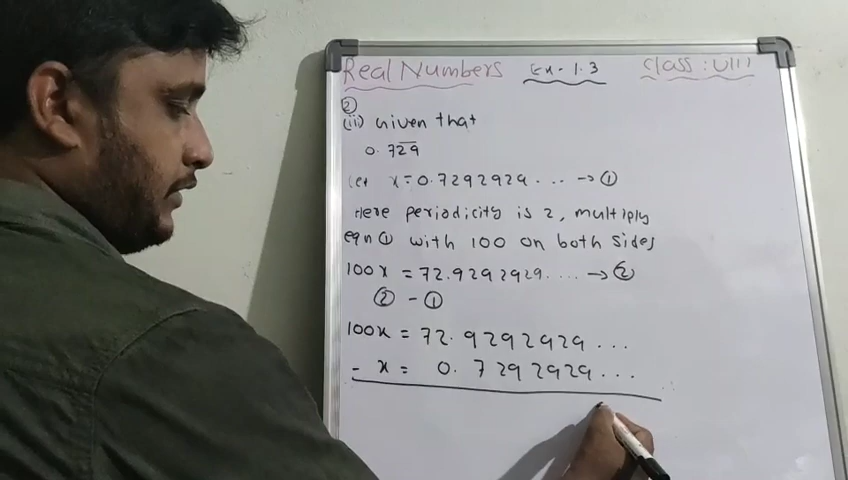 Real Numbers Ex-1.3 Class: VIII
②
(iii) Given that
0.7̅2̅9̅
Let x = 0.7292929... → ①
Here periodicity is 2, multiply
eqn ① with 100 on both sides
100x = 72.9292929.... → ②
② - ①
100x = 72.9292929...
- x = 0.7292929...